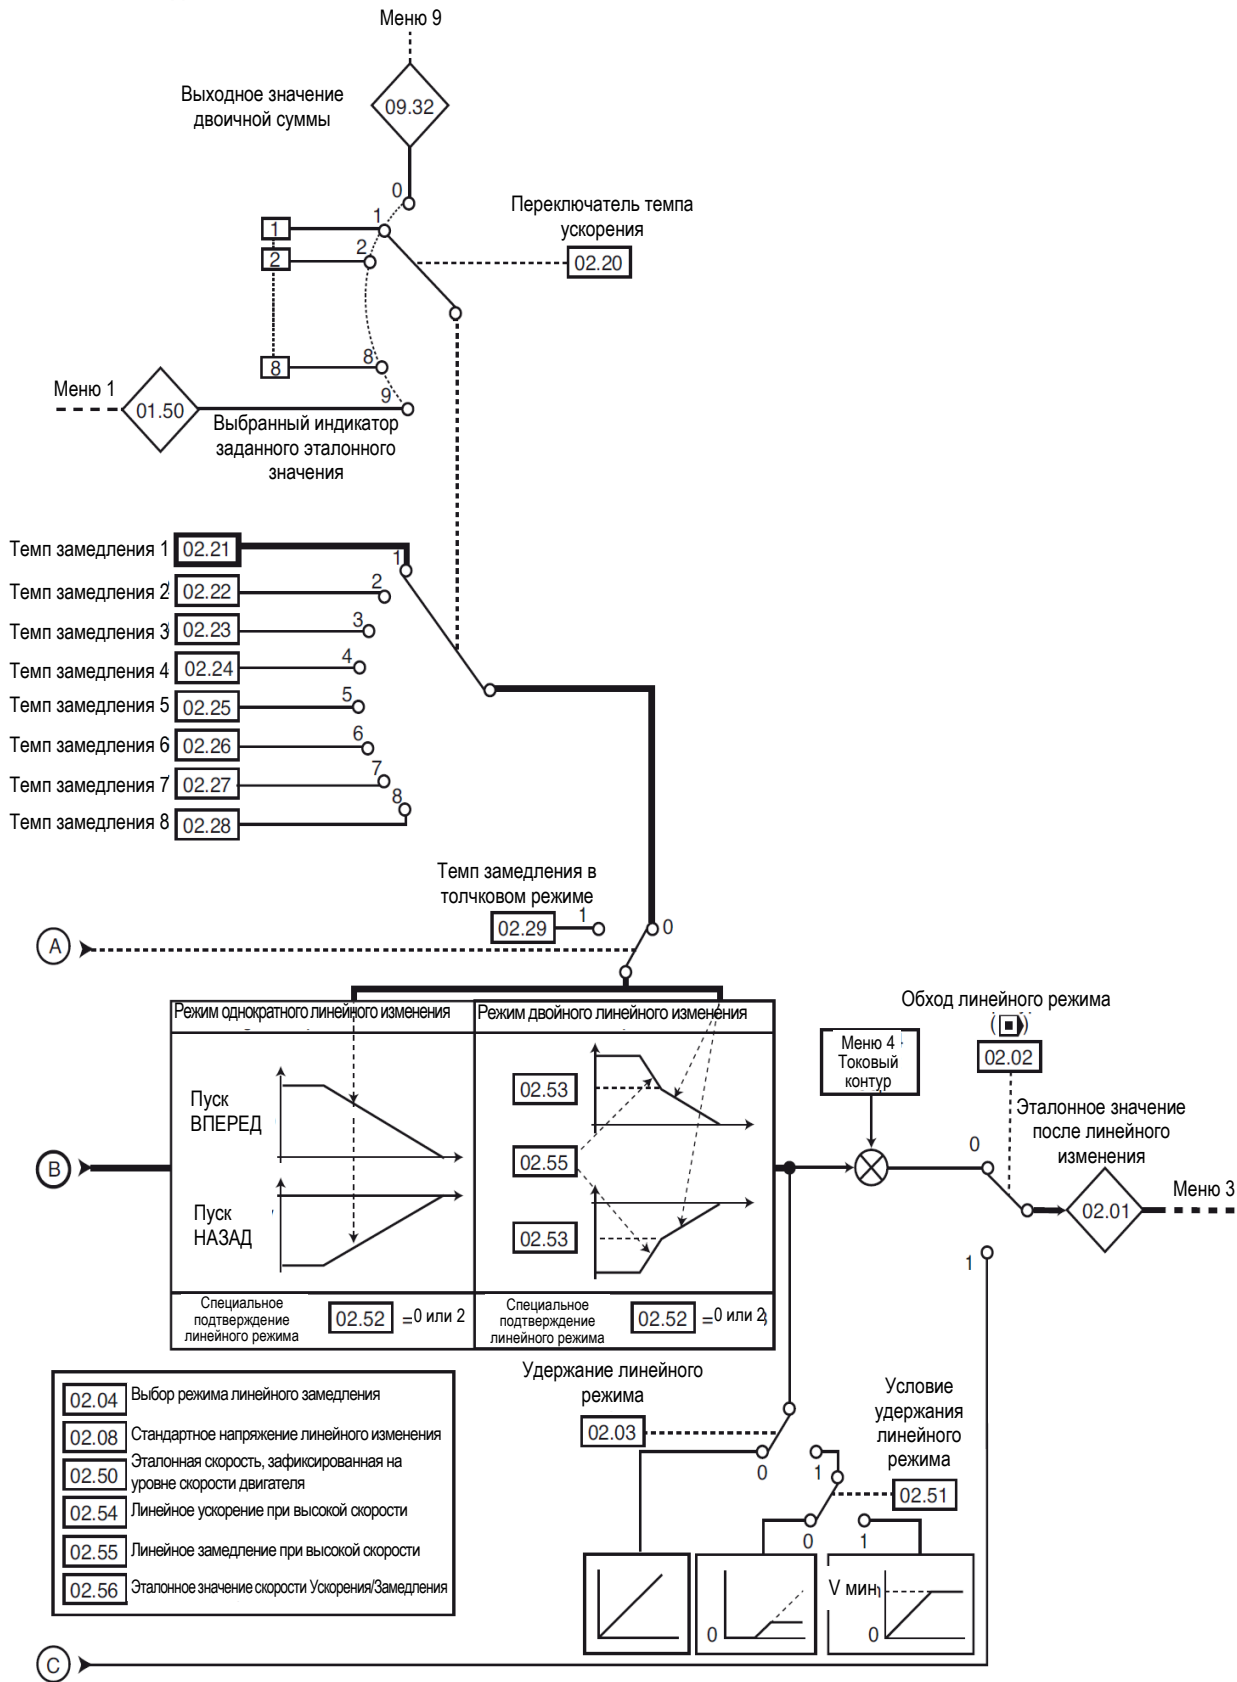 Меню 9
Выходное значение
двоичной суммы
09.32
0
1
2
8
9
1
2
8
Переключатель темпа
ускорения
02.20
Меню 1
01.50
Выбранный индикатор
заданного эталонного
значения
Темп замедления 1
02.21
1
Темп замедления 2
02.22
2
Темп замедления 3
02.23
3
Темп замедления 4
02.24
4
Темп замедления 5
02.25
5
Темп замедления 6
02.26
6
Темп замедления 7
02.27
7
Темп замедления 8
02.28
8
Темп замедления в
толчковом режиме
02.29
1
0
A
Режим однократного линейного изменения
Режим двойного линейного изменения
Пуск
ВПЕРЕД
Пуск
НАЗАД
02.53
02.55
02.53
B
Специальное
подтверждение
линейного режима
02.52
=0 или 2
Специальное
подтверждение
линейного режима
02.52
=0 или 2
Меню 4
Токовый
контур
Обход линейного режима
02.02
0
1
Эталонное значение
после линейного
изменения
02.01
Меню 3
Удержание линейного
режима
02.03
0
1
Условие
удержания
линейного
режима
02.51
0
1
0
V мин
0
02.04 Выбор режима линейного замедления
02.08 Стандартное напряжение линейного изменения
02.50 Эталонная скорость, зафиксированная на
уровне скорости двигателя
02.54 Линейное ускорение при высокой скорости
02.55 Линейное замедление при высокой скорости
02.56 Эталонное значение скорости Ускорения/Замедления
C